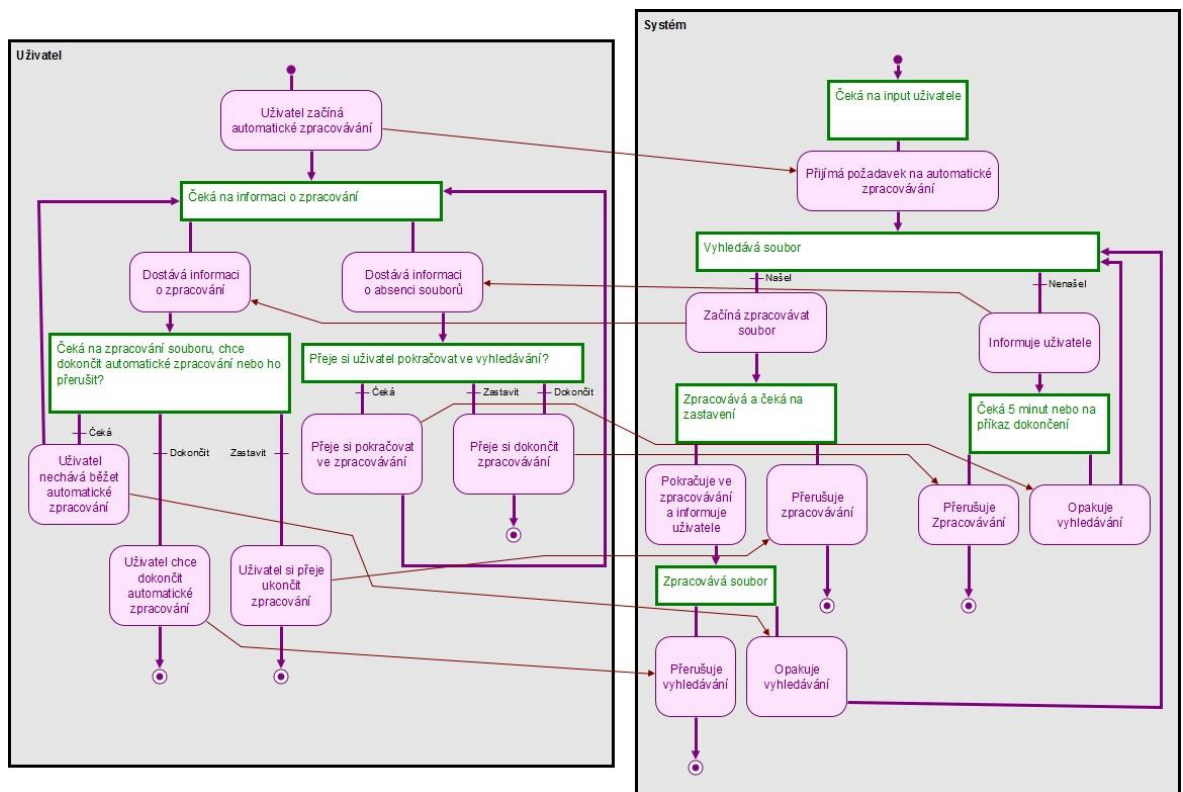 Uživatel
Uživatel začíná
automatické zpracovávání
Čeká na informaci o zpracování
Dostává informaci
o zpracování
Dostává informaci
o absenci souborů
Čeká na zpracování souboru, chce
dokončit automatické zpracování nebo ho
přerušit?
Přeje si uživatel pokračovat ve vyhledávání?
Čeká
Zastavit
Dokončit
Čeká
Dokončit
Zastavit
Uživatel
nechává běžet
automatické
zpracování
Přeje si pokračovat
ve zpracovávání
Přeje si dokončit
zpracování
Uživatel chce
dokončit
automatické
zpracování
Uživatel si přeje
ukončit
zpracování
Systém
Čeká na input uživatele
Přijímá požadavek na automatické
zpracovávání
Vyhledává soubor
Našel
Nenašel
Začíná zpracovávat
soubor
Informuje uživatele
Zpracovává a čeká na
zastavení
Čeká 5 minut nebo na
příkaz dokončení
Pokračuje ve
zpracovávání
a informuje
uživatele
Přerušuje
zpracovávání
Přerušuje
Zpracovávání
Opakuje
vyhledávání
Zpracovává soubor
Přerušuje
vyhledávání
Opakuje
vyhledávání